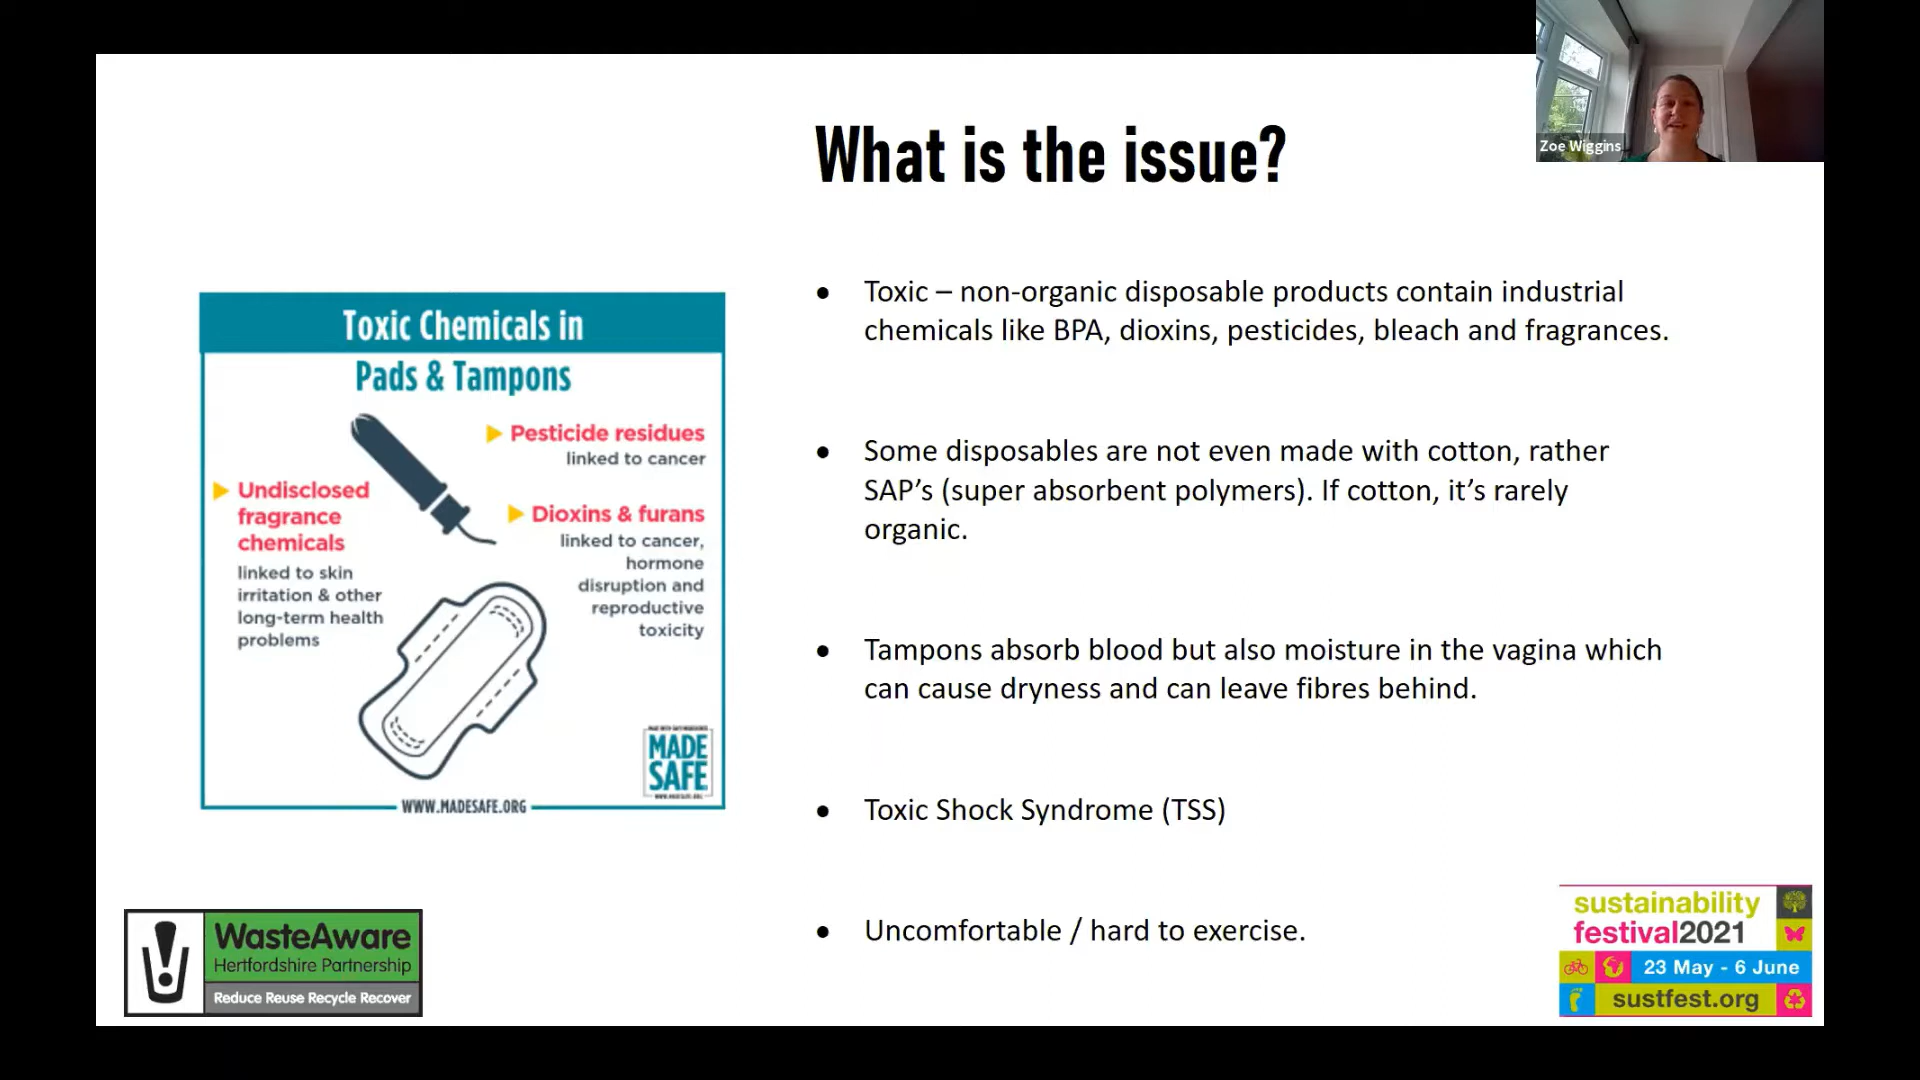 Zoe Wiggins
What is the issue?
Toxic Chemicals in
Pads & Tampons
Pesticide residues
linked to cancer
Undisclosed
fragrance
chemicals
linked to skin
irritation & other
long-term health
problems
Dioxins & furans
linked to cancer,
hormone
disruption and
reproductive
toxicity
MADE
SAFE
WWW.MADESAFE.ORG
• Toxic – non-organic disposable products contain industrial
chemicals like BPA, dioxins, pesticides, bleach and fragrances.
• Some disposables are not even made with cotton, rather
SAP’s (super absorbent polymers). If cotton, it’s rarely
organic.
• Tampons absorb blood but also moisture in the vagina which
can cause dryness and can leave fibres behind.
• Toxic Shock Syndrome (TSS)
• Uncomfortable / hard to exercise.
WasteAware
Hertfordshire Partnership
Reduce Reuse Recycle Recover
sustainability
festival2021
23 May - 6 June
sustfest.org